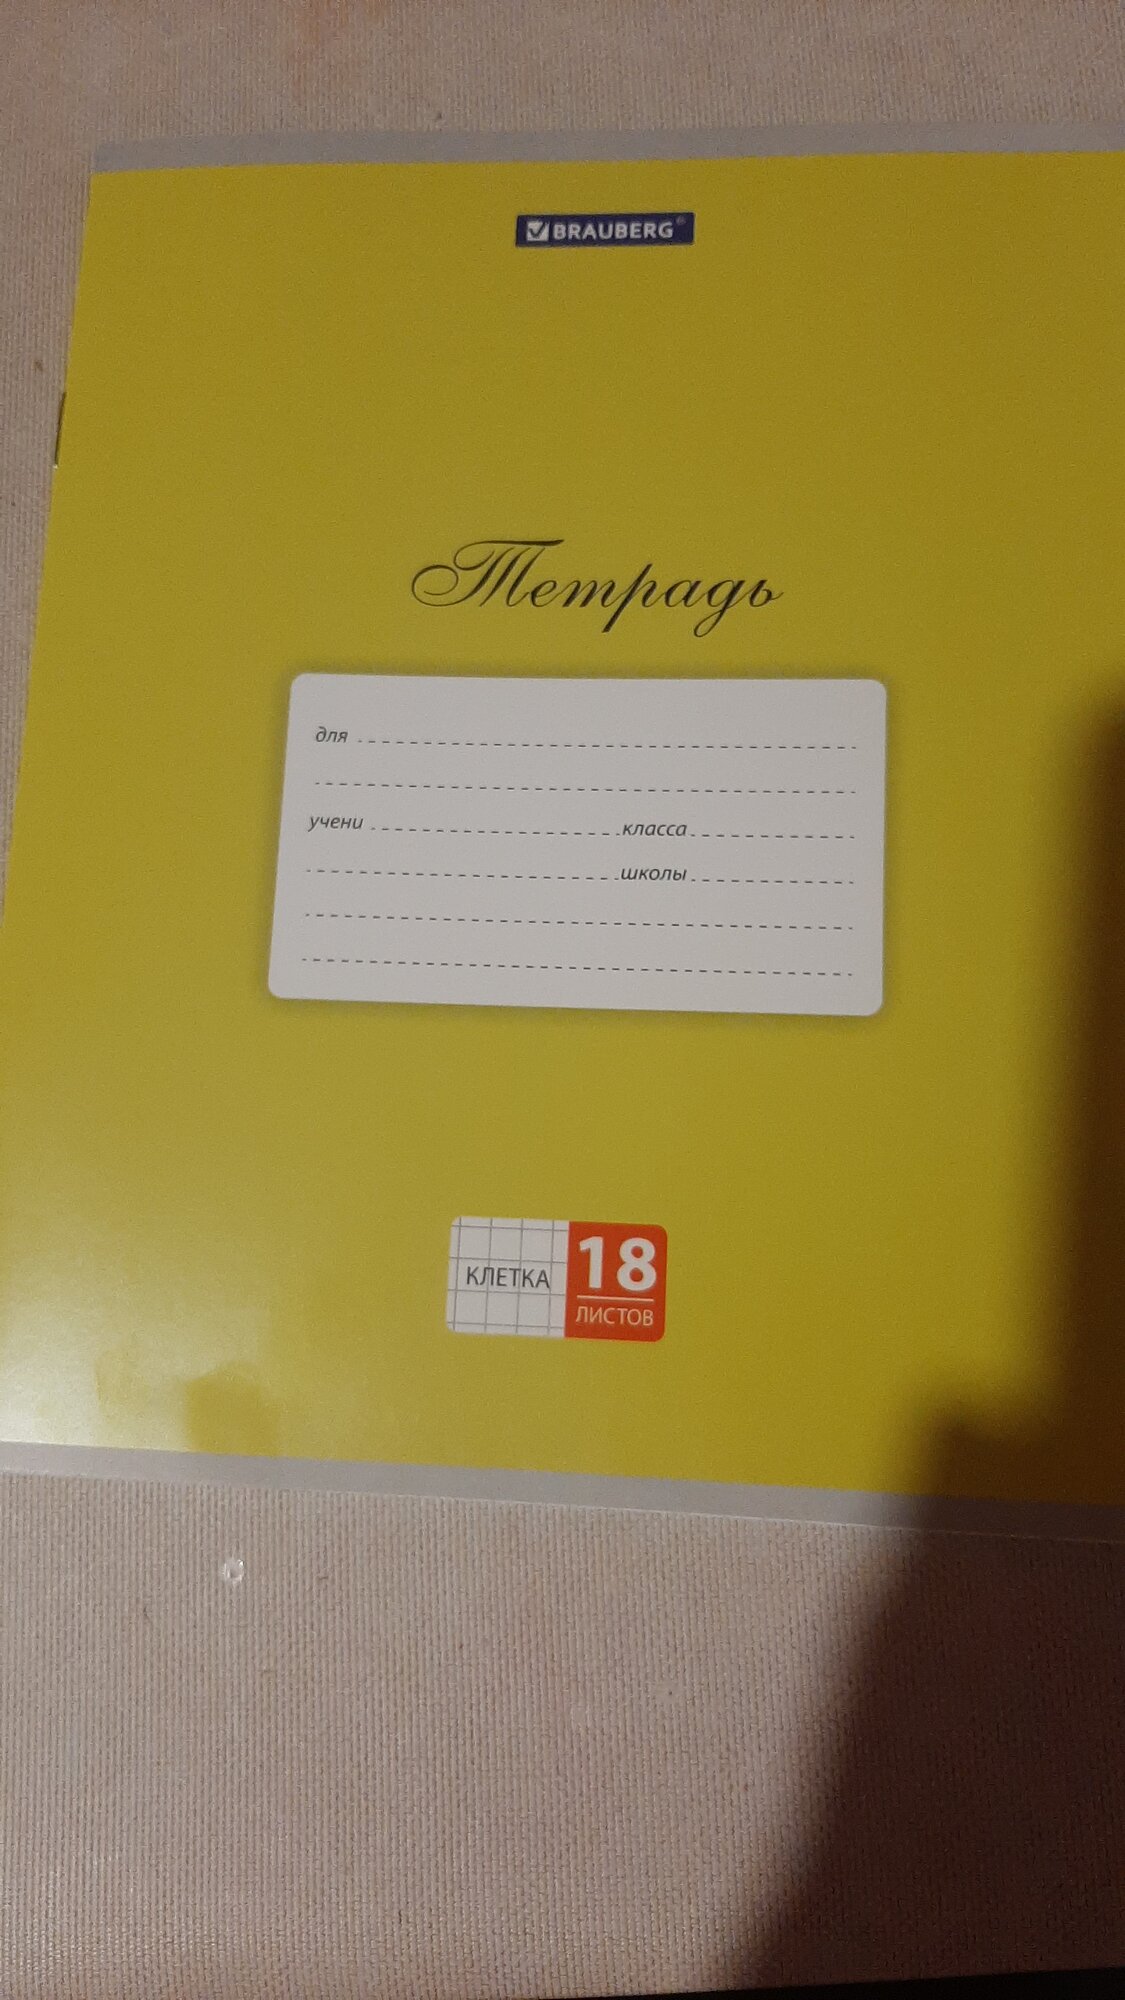 BRAUBERG®
Тетрадь
для
учени класса
школы
КЛЕТКА 18
ЛИСТОВ